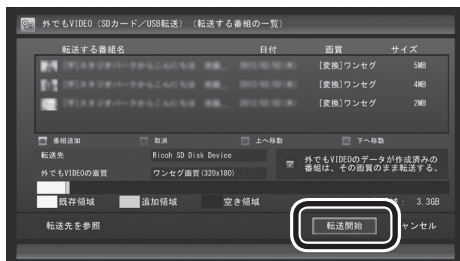 外でもVIDEO (SDカード/USB転送) (転送する番組の一覧)
転送する番組名 日付 画質 サイズ
[変換]ワンセグ 5MB
[変換]ワンセグ 4MB
[変換]ワンセグ 2MB
番組追加 取消 上へ移動 下へ移動
転送先 Ricoh SD Disk Device
外でもVIDEOの画質 ワンセグ画質(320x180)
外でもVIDEOのデータが作成済みの
番組は、その画質のまま転送する。
既存領域 追加領域 空き領域 : 3.3GB
転送先を参照 転送開始 ャンセル